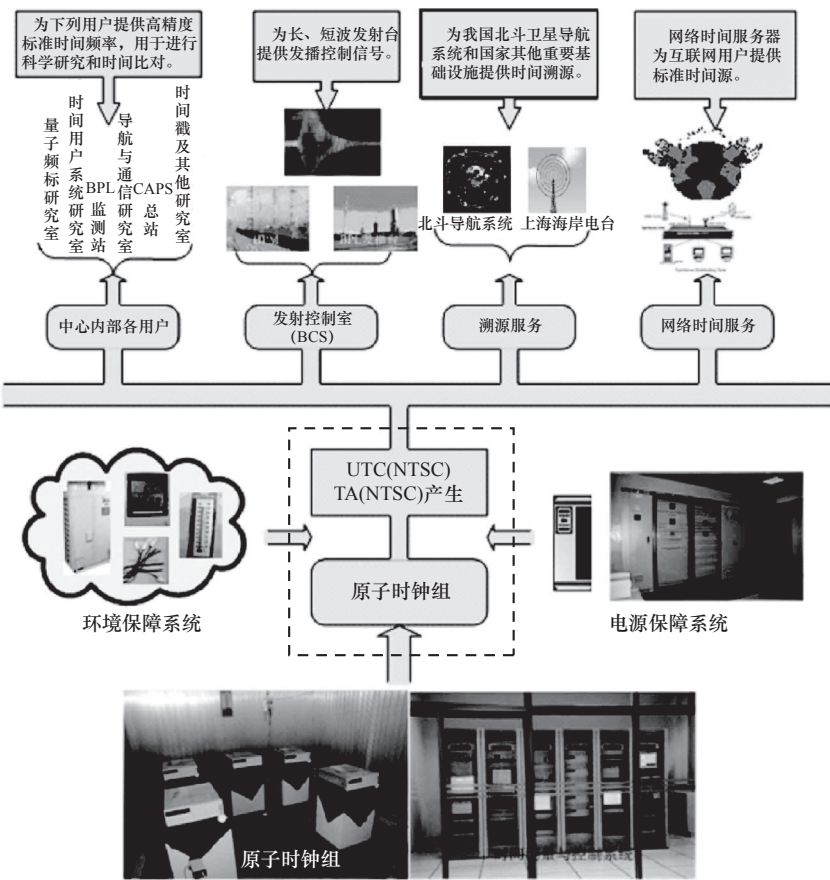 为下列用户提供高精度
标准时间频率，用于进行
科学研究和时间比对。
为长、短波发射台
提供发播控制信号。
为我国北斗卫星导航
系统和国家其他重要基
础设施提供时间溯源。
网络时间服务器
为互联网用户提供
标准时间源。
量子频标研究室
时间用户系统研究室
BPL
监测站
导航与通信研究室
CAPS
总站
时间戳及其他研究室
北斗导航系统
上海海岸电台
中心内部各用户
发射控制室
(BCS)
溯源服务
网络时间服务
UTC(NTSC)
TA(NTSC)产生
原子时钟组
环境保障系统
电源保障系统
原子时钟组